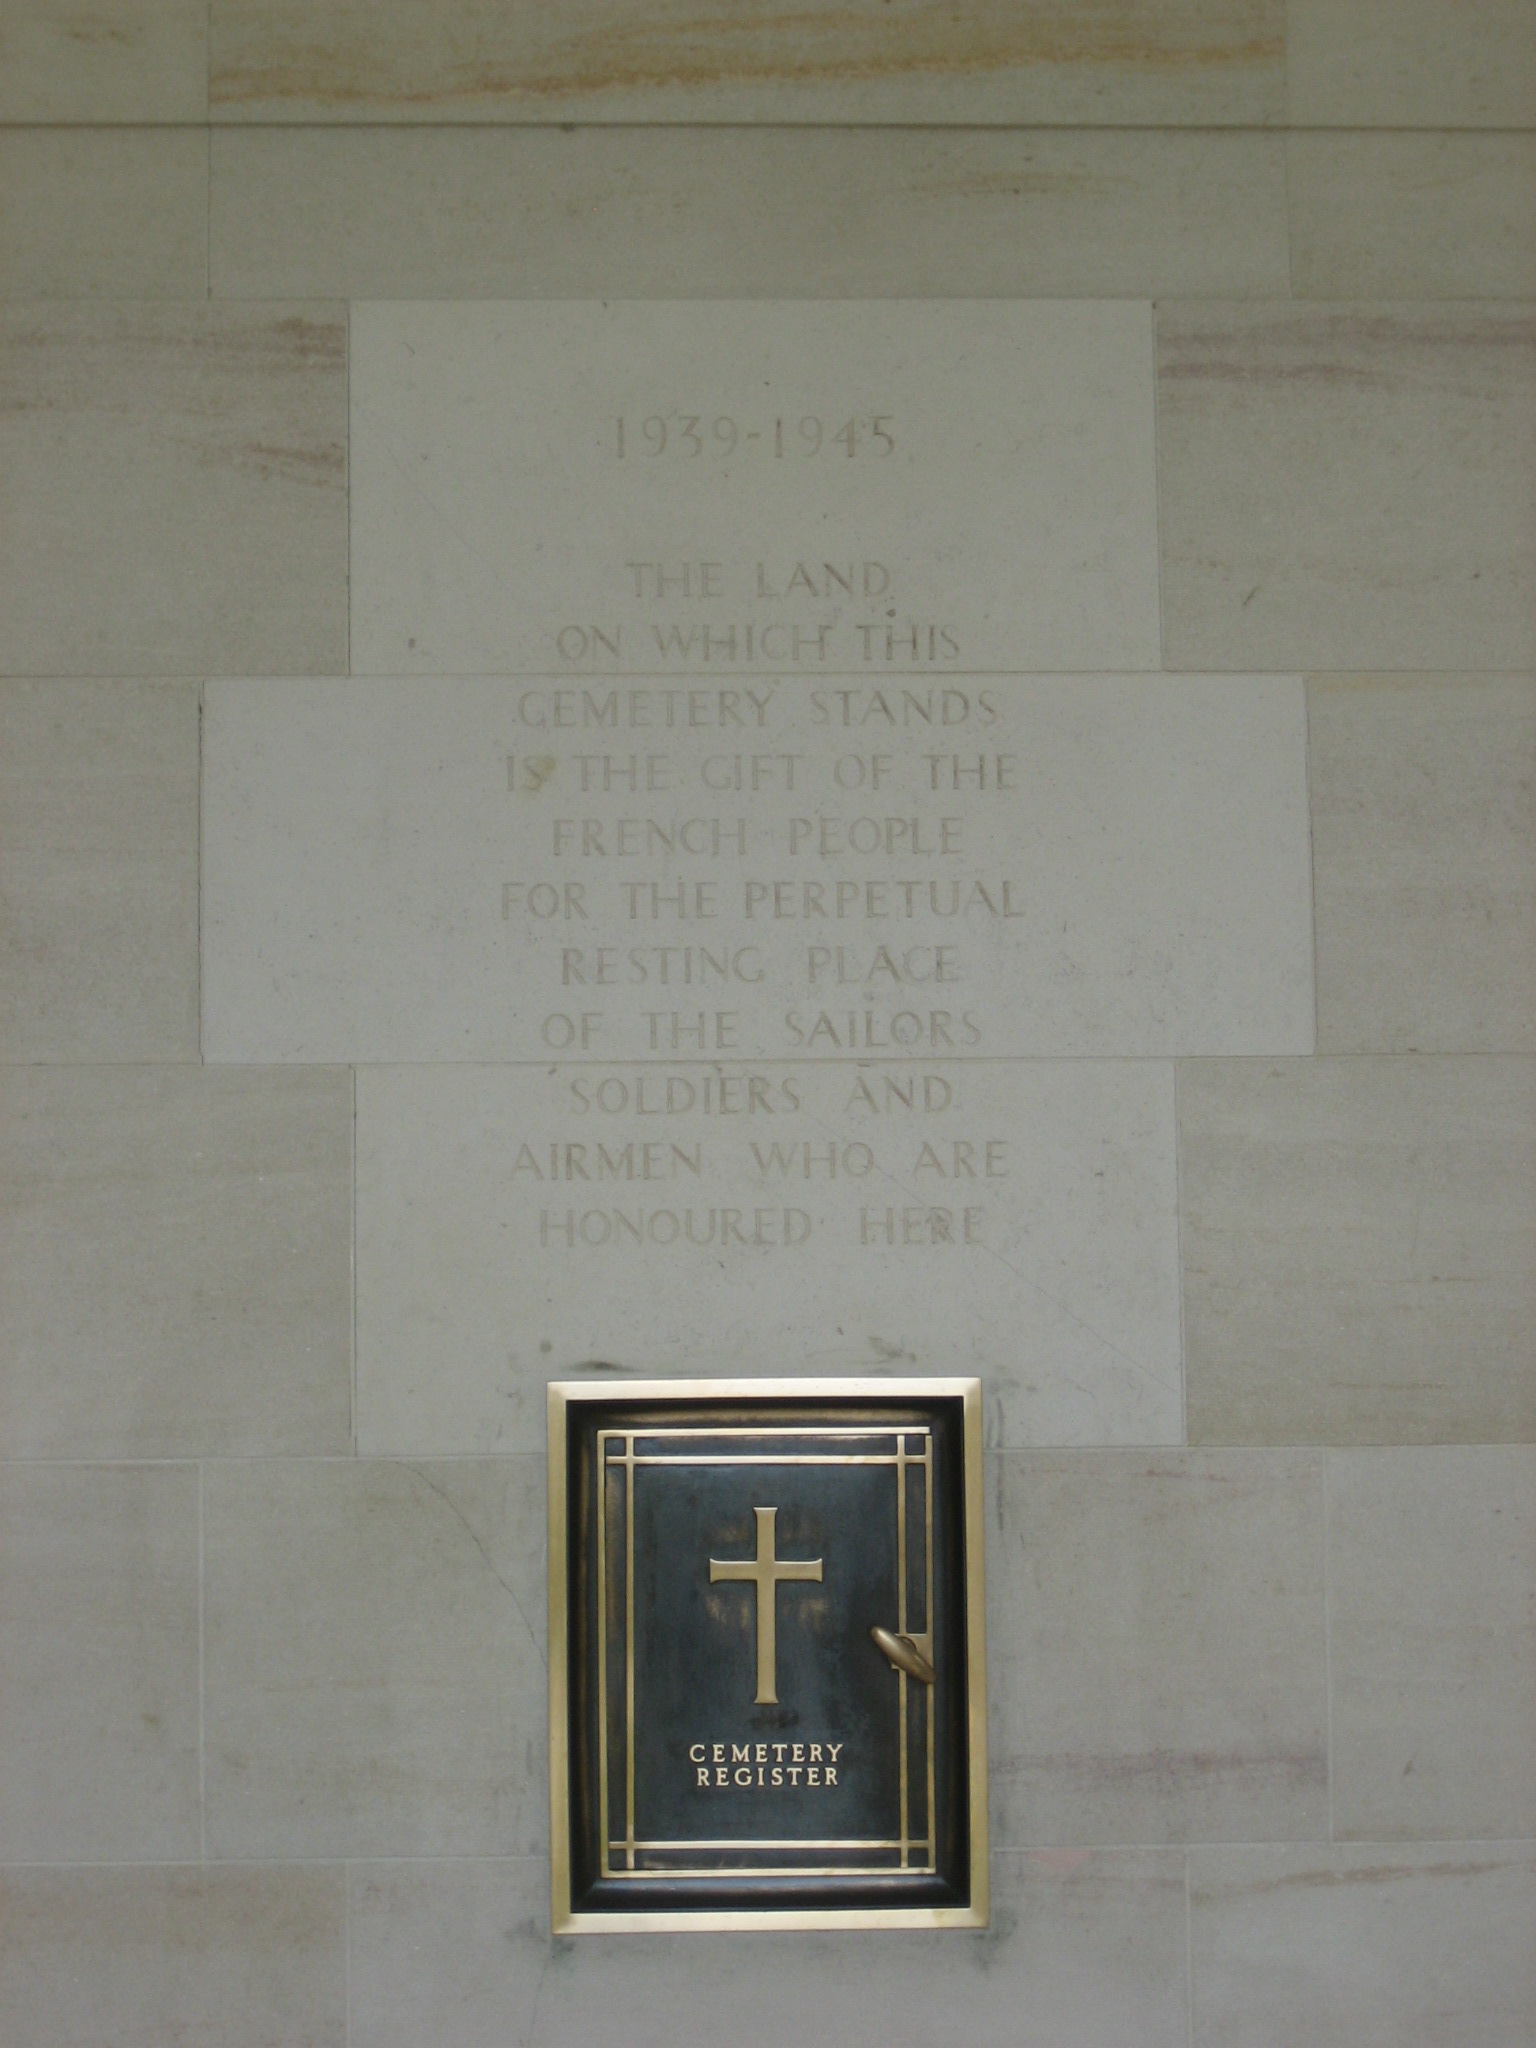 1939-1945
THE LAND
ON WHICH THIS
CEMETERY STANDS
IS THE GIFT OF THE
FRENCH PEOPLE
FOR THE PERPETUAL
RESTING PLACE
OF THE SAILORS
SOLDIERS AND
AIRMEN WHO ARE
HONOURED HERE
CEMETERY
REGISTER